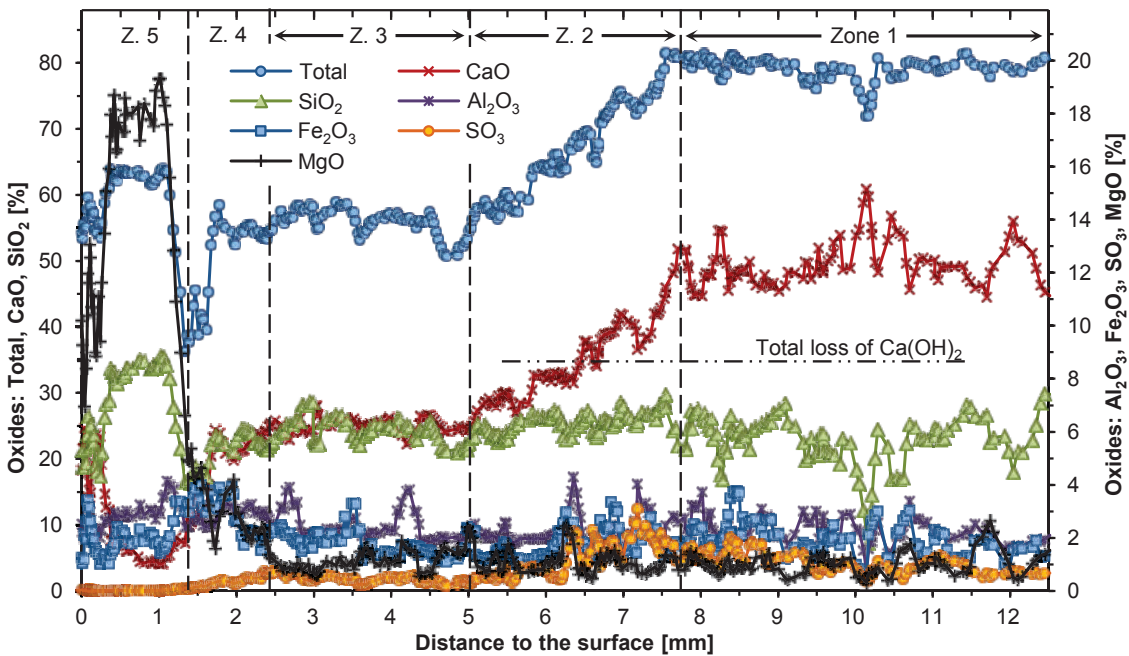 Z. 5 Z. 4 Z. 3 Z. 2 Zone 1
Total CaO
SiO₂ Al₂O₃
Fe₂O₃ SO₃
MgO
Total loss of Ca(OH)₂
Oxides: Total, CaO, SiO₂ [%]
80
70
60
50
40
30
20
10
0
20
18
16
14
12
10
8
6
4
2
0
Oxides: Al₂O₃, Fe₂O₃, SO₃, MgO [%]
0 1 2 3 4 5 6 7 8 9 10 11 12
Distance to the surface [mm]